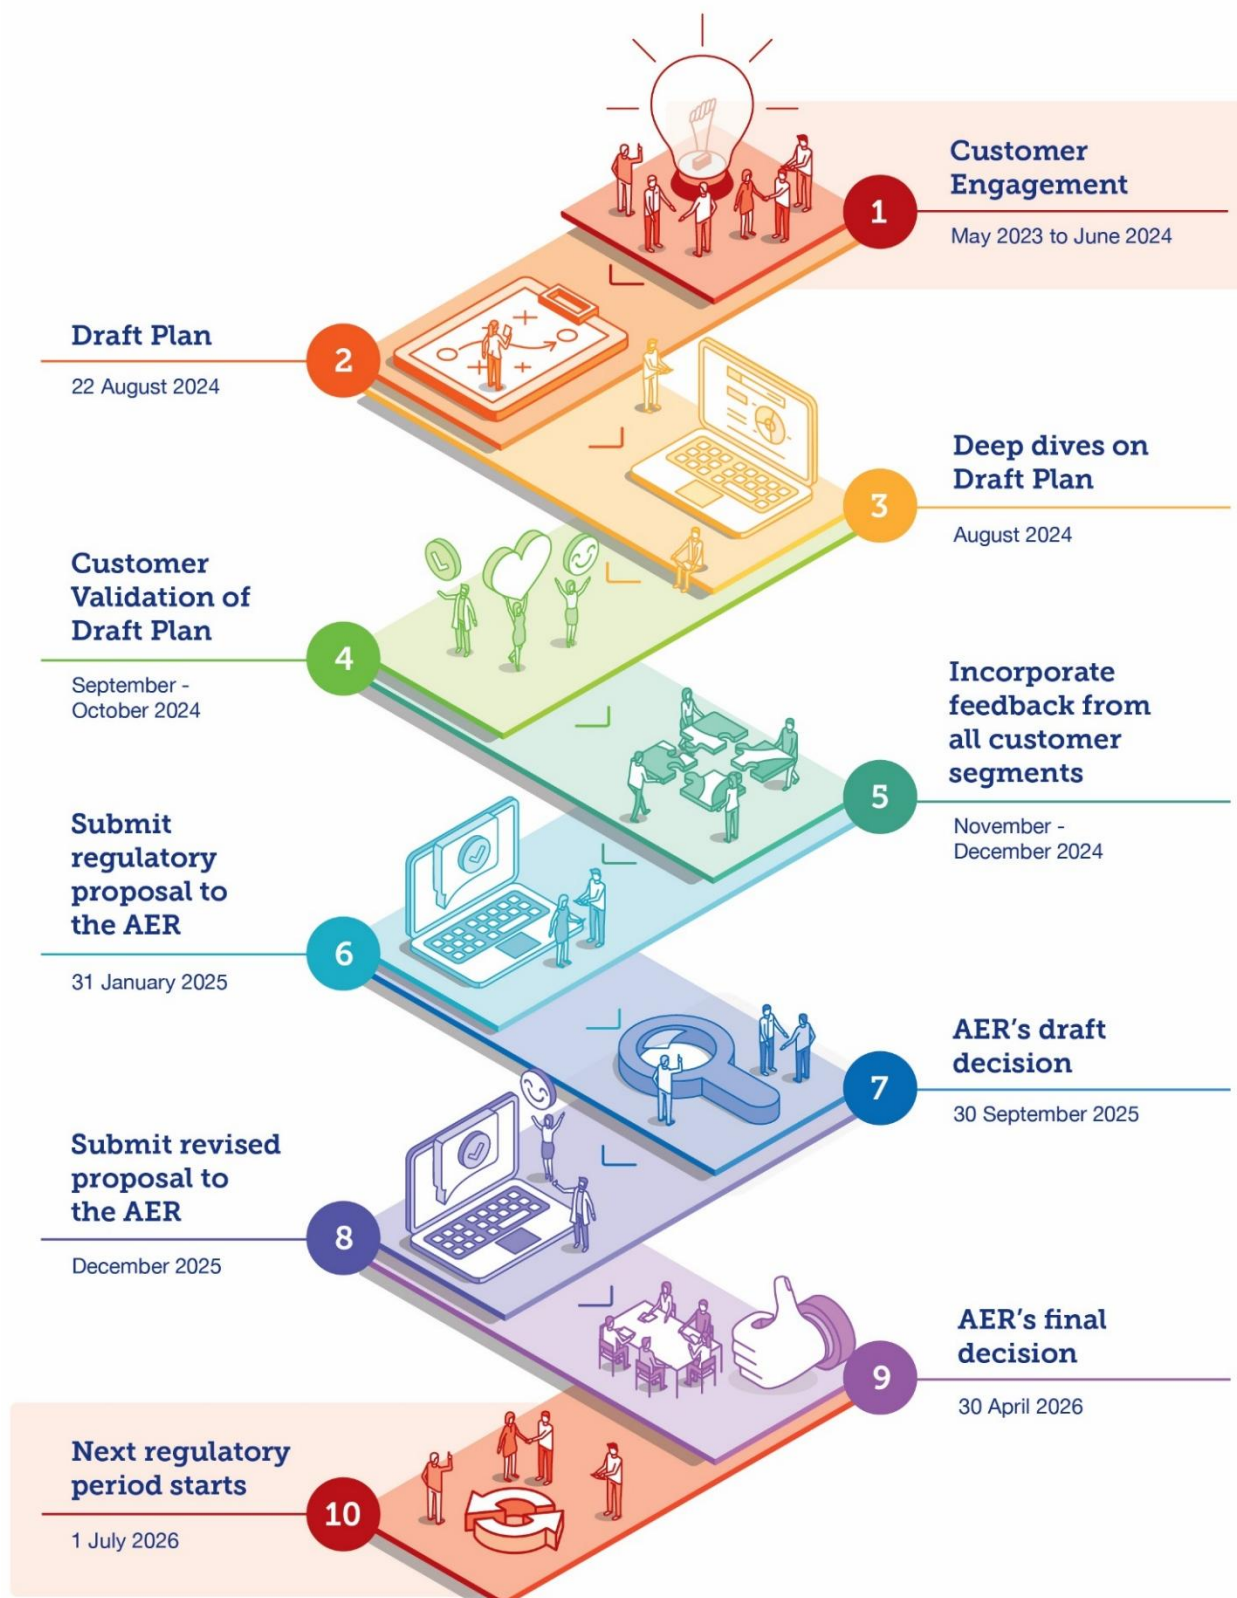 1
Customer
Engagement
May 2023 to June 2024
Draft Plan
2
22 August 2024
Deep dives on
Draft Plan
3
August 2024
Customer
Validation of
Draft Plan
4
September -
October 2024
Incorporate
feedback from
all customer
segments
5
November -
December 2024
Submit
regulatory
proposal to
the AER
6
31 January 2025
AER’s draft
decision
7
30 September 2025
Submit revised
proposal to
the AER
8
December 2025
AER’s final
decision
9
30 April 2026
Next regulatory
period starts
10
1 July 2026